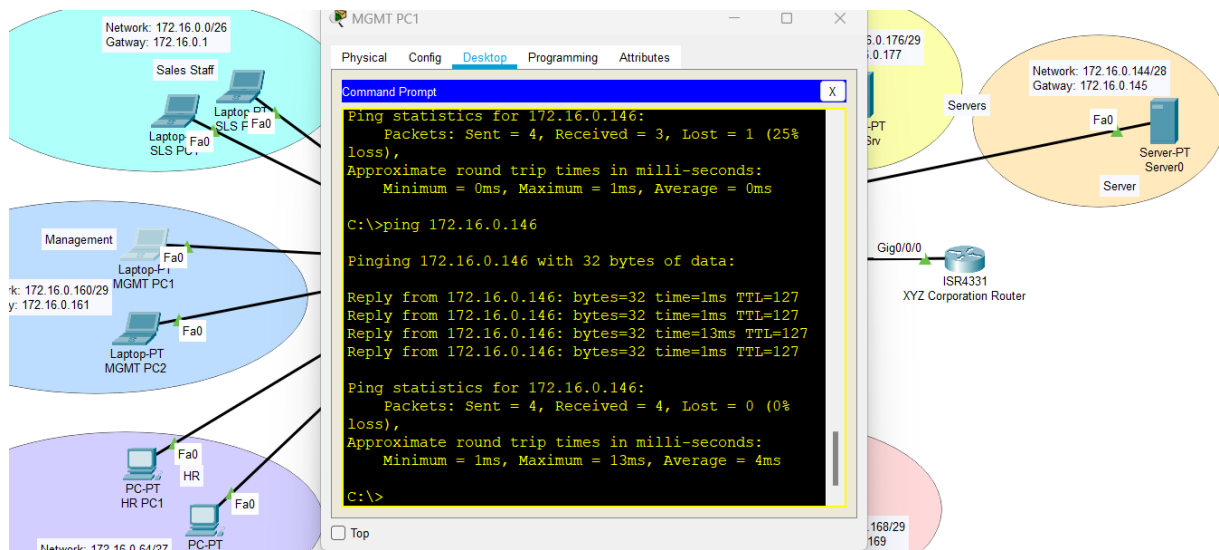 Network: 172.16.0.0/26
Gatway: 172.16.0.1
Sales Staff
Laptop-PT
SLS
Fa0
Laptop-
SLS PC1
Fa0
Management
Fa0
Laptop-PT
MGMT PC1
rk: 172.16.0.160/29
y: 172.16.0.161
Fa0
Laptop-PT
MGMT PC2
Fa0
HR
PC-PT
HR PC1
Fa0
Network: 172.16.0.64/27
PC-PT
MGMT PC1
Physical Config Desktop Programming Attributes
Command Prompt X
Ping statistics for 172.16.0.146:
Packets: Sent = 4, Received = 3, Lost = 1 (25%
loss),
Approximate round trip times in milli-seconds:
Minimum = 0ms, Maximum = 1ms, Average = 0ms
C:\>ping 172.16.0.146
Pinging 172.16.0.146 with 32 bytes of data:
Reply from 172.16.0.146: bytes=32 time=1ms TTL=127
Reply from 172.16.0.146: bytes=32 time=1ms TTL=127
Reply from 172.16.0.146: bytes=32 time=13ms TTL=127
Reply from 172.16.0.146: bytes=32 time=1ms TTL=127
Ping statistics for 172.16.0.146:
Packets: Sent = 4, Received = 4, Lost = 0 (0%
loss),
Approximate round trip times in milli-seconds:
Minimum = 1ms, Maximum = 13ms, Average = 4ms
C:\>
Top
6.0.176/29
.0.177
Servers
-PT
Srv
Network: 172.16.0.144/28
Gatway: 172.16.0.145
Fa0
Server-PT
Server0
Server
Gig0/0/0
ISR4331
XYZ Corporation Router
.168/29
169